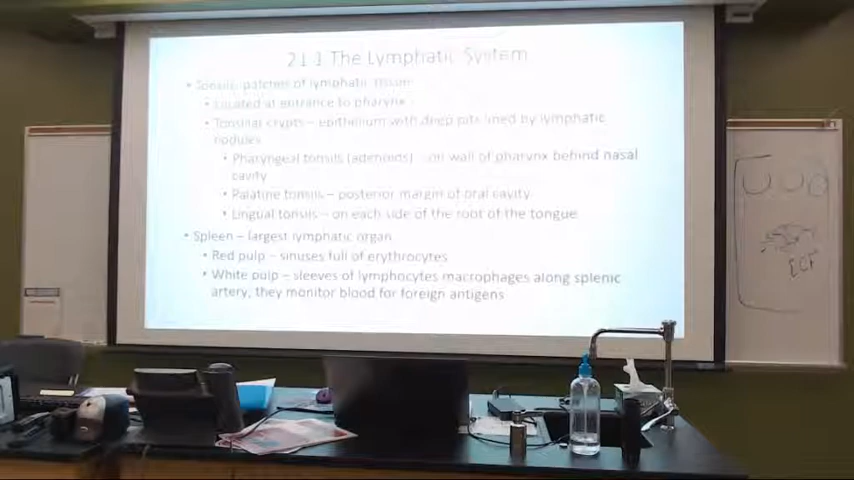 21.1 The Lymphatic System
• Tonsils- patches of lymphatic tissue
• Located at entrance to pharynx
• Tonsillar crypts – epithelium with deep pits lined by lymphatic
nodules
• Pharyngeal tonsils (adenoids) – on wall of pharynx behind nasal
cavity
• Palatine tonsils – posterior margin of oral cavity
• Lingual tonsils – on each side of the root of the tongue
• Spleen – largest lymphatic organ
• Red pulp – sinuses full of erythrocytes
• White pulp – sleeves of lymphocytes, macrophages along splenic
artery, they monitor blood for foreign antigens
ECF